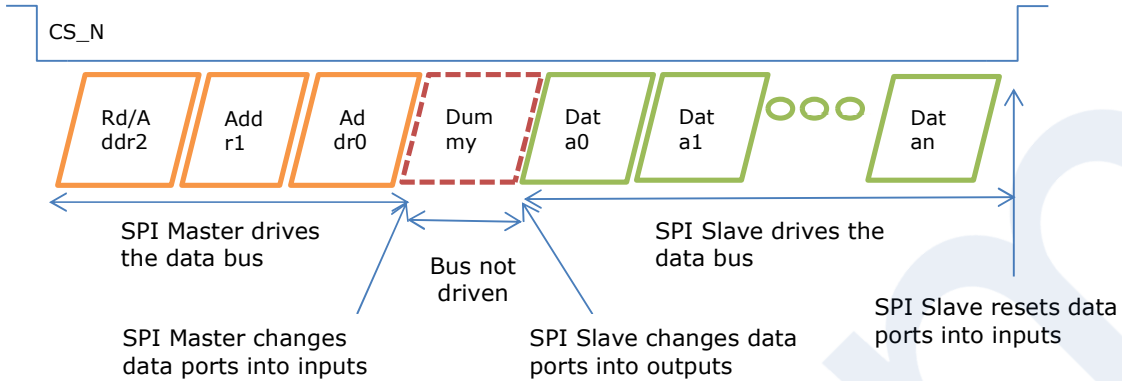 CS_N
Rd/A
ddr2
Add
r1
Ad
dr0
Dum
my
Dat
a0
Dat
a1
Dat
an
SPI Master drives
the data bus
Bus not
driven
SPI Slave drives the
data bus
SPI Master changes
data ports into inputs
SPI Slave changes data
ports into outputs
SPI Slave resets data
ports into inputs